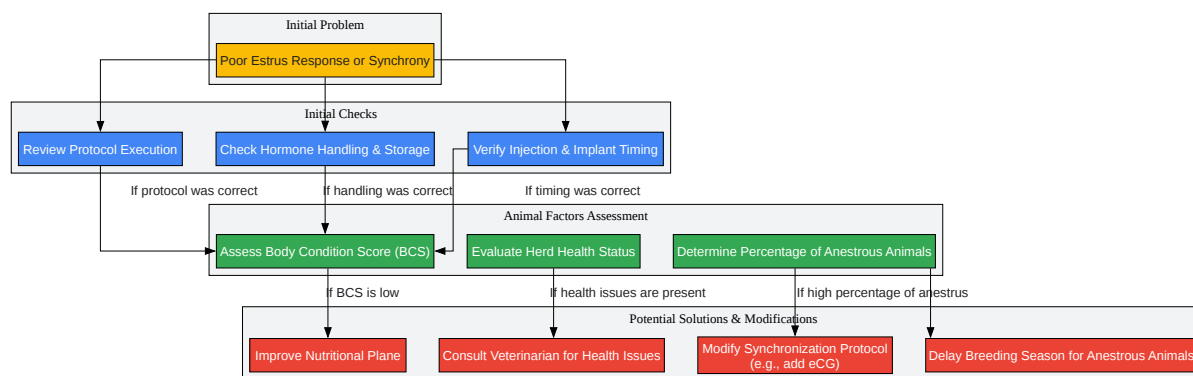 Initial Problem
Poor Estrus Response or Synchrony
Initial Checks
Review Protocol Execution
Check Hormone Handling & Storage
Verify Injection & Implant Timing
If protocol was correct
If handling was correct
If timing was correct
Animal Factors Assessment
Assess Body Condition Score (BCS)
Evaluate Herd Health Status
Determine Percentage of Anestrous Animals
If BCS is low
If health issues are present
If high percentage of anestrus
Potential Solutions & Modifications
Improve Nutritional Plane
Consult Veterinarian for Health Issues
Modify Synchronization Protocol
(e.g., add eCG)
Delay Breeding Season for Anestrous Animals